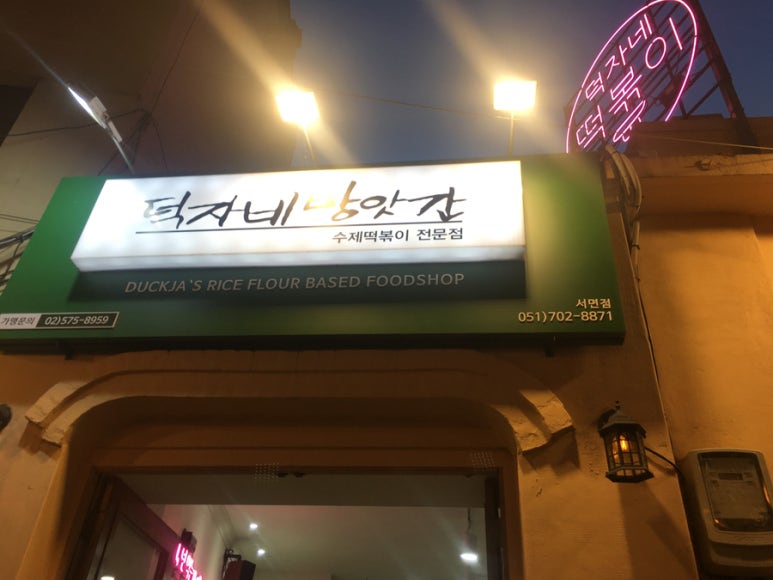 덕자네방앗간
수제떡볶이 전문점
DUCKJA'S RICE FLOUR BASED FOODSHOP
가맹문의 02)575-8959
서면점
051)702-8871
덕자네
떡볶이